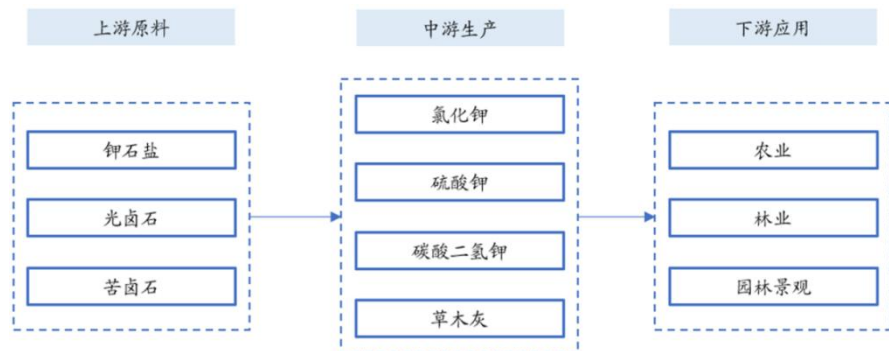 上游原料
中游生产
下游应用
钾石盐
光卤石
苦卤石
氯化钾
硫酸钾
碳酸二氢钾
草木灰
农业
林业
园林景观